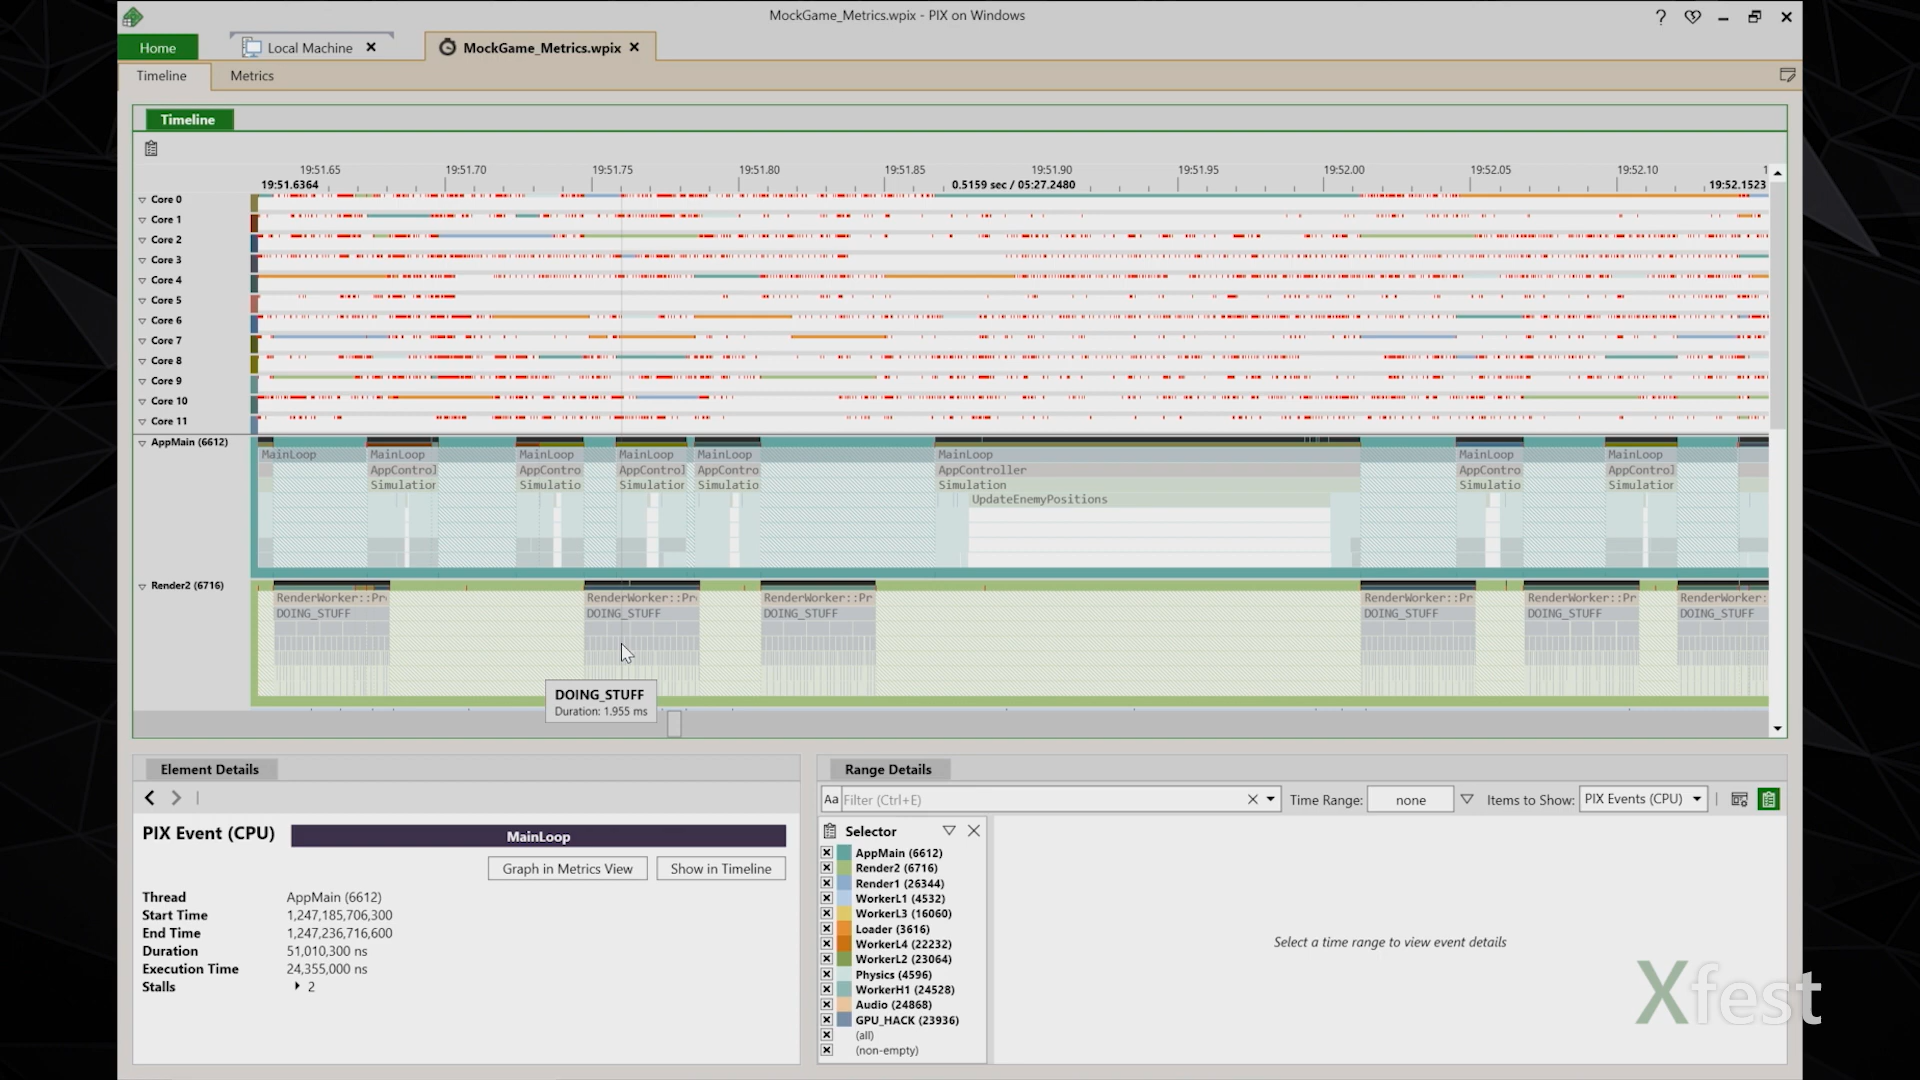 MockGame_Metrics.wpix - PIX on Windows
?
Home
Local Machine
MockGame_Metrics.wpix
Timeline
Metrics
Timeline
19:51.65 19:51.70 19:51.75 19:51.80 19:51.85 19:51.90 19:51.95 19:52.00 19:52.05 19:52.10
19:51.6364 0.5159 sec / 05:27.2480 19:52.1523
Core 0
Core 1
Core 2
Core 3
Core 4
Core 5
Core 6
Core 7
Core 8
Core 9
Core 10
Core 11
AppMain (6612)
MainLoop MainLoop MainLoop MainLoop MainLoop MainLoop MainLoop MainLoop
AppControl AppContro AppControl AppContro AppController AppContro AppControl
Simulation Simulatio Simulation Simulatio Simulation Simulatio Simulation
UpdateEnemyPositions
Render2 (6716)
RenderWorker::Pr RenderWorker::Pr RenderWorker::Pr RenderWorker::Pr RenderWorker::Pr RenderWorker:
DOING_STUFF DOING_STUFF DOING_STUFF DOING_STUFF DOING_STUFF DOING_STUFF
DOING_STUFF
Duration: 1.955 ms
Element Details
PIX Event (CPU)
MainLoop
Graph in Metrics View
Show in Timeline
Thread AppMain (6612)
Start Time 1,247,185,706,300
End Time 1,247,236,716,600
Duration 51,010,300 ns
Execution Time 24,355,000 ns
Stalls 2
Range Details
Aa Filter (Ctrl+E)
Time Range: none
Items to Show: PIX Events (CPU)
Selector
AppMain (6612)
Render2 (6716)
Render1 (26344)
WorkerL1 (4532)
WorkerL3 (16060)
Loader (3616)
WorkerL4 (22232)
WorkerL2 (23064)
Physics (4596)
WorkerH1 (24528)
Audio (24868)
GPU_HACK (23936)
(all)
(non-empty)
Select a time range to view event details
Xfest